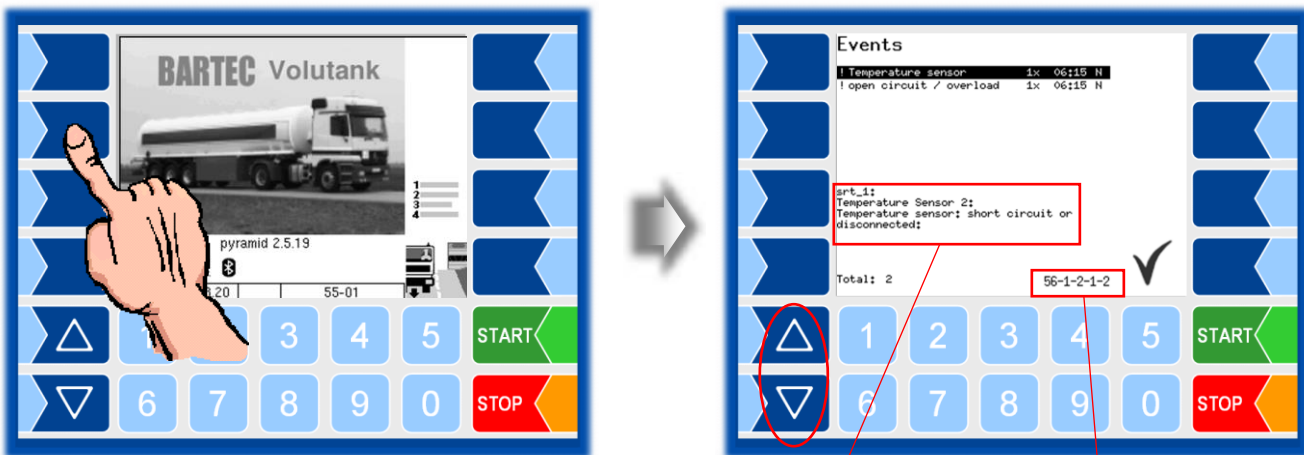 BARTEC Volutank
1
2
3
4
pyramid 2.5.19
55-01
1 3 4 5 START
6 7 8 9 0 STOP
Events
! Temperature sensor 1x 06:15 N
! open circuit / overload 1x 06:15 N
srt_1:
Temperature Sensor 2:
Temperature sensor: short circuit or
disconnected:
Total: 2
56-1-2-1-2
1 2 3 4 5 START
6 7 8 9 0 STOP